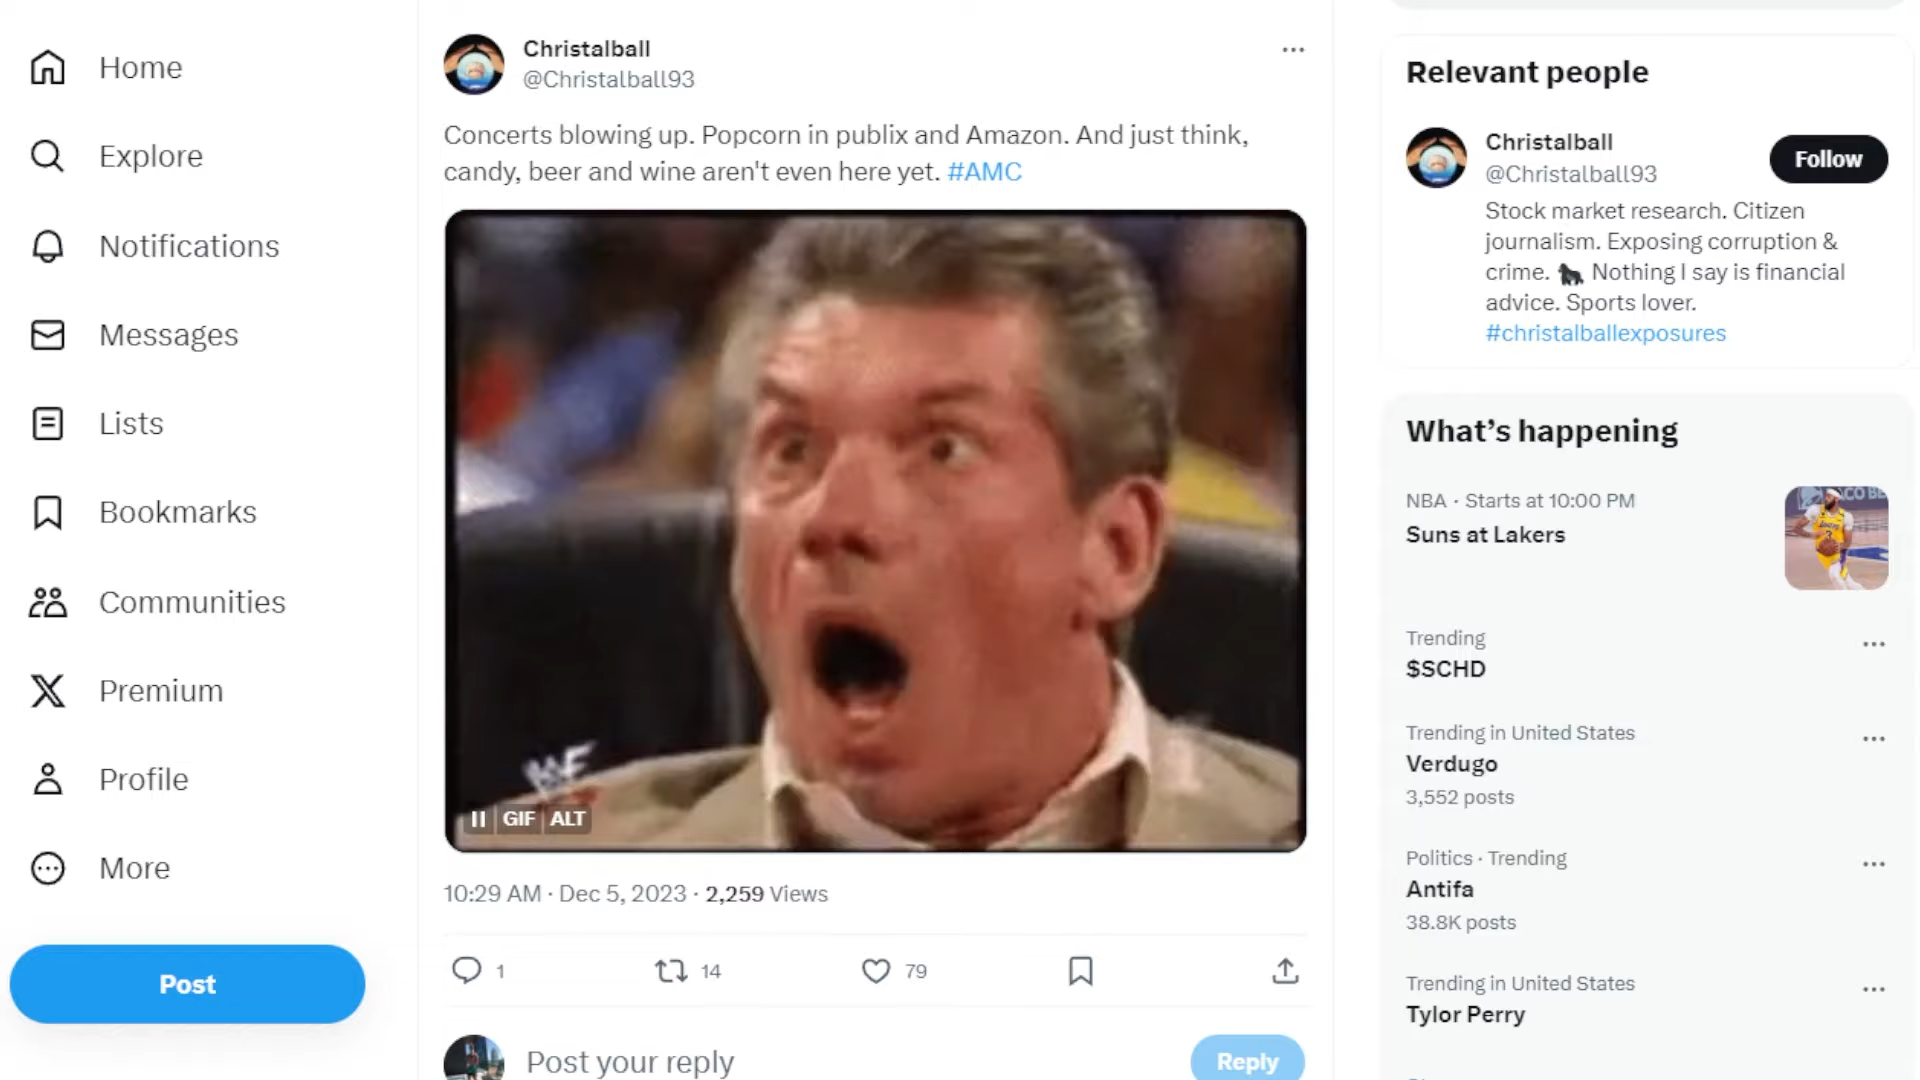 Home
Explore
Notifications
Messages
Lists
Bookmarks
Communities
Premium
Profile
More
Post
Christalball
@Christalball93
Concerts blowing up. Popcorn in publix and Amazon. And just think,
candy, beer and wine aren't even here yet. #AMC
WF
GIF ALT
10:29 AM · Dec 5, 2023 · 2,259 Views
1 14 79
Post your reply
Reply
Relevant people
Christalball
@Christalball93
Follow
Stock market research. Citizen
journalism. Exposing corruption &
crime. 🦍 Nothing I say is financial
advice. Sports lover.
#christalballexposures
What’s happening
NBA · Starts at 10:00 PM
Suns at Lakers
Trending
$SCHD
Trending in United States
Verdugo
3,552 posts
Politics · Trending
Antifa
38.8K posts
Trending in United States
Tylor Perry